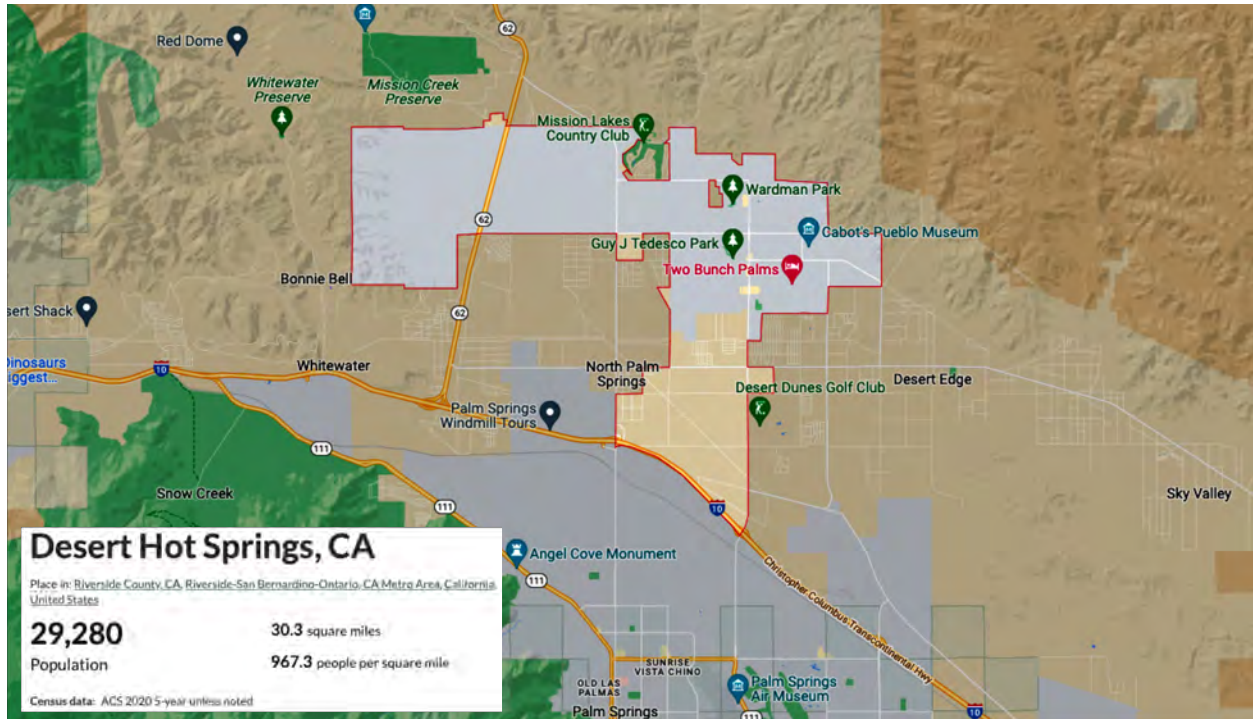 62
Red Dome
Whitewater
Preserve
Mission Creek
Preserve
Mission Lakes
Country Club
Wardman Park
62
Guy J Tedesco Park
Cabot's Pueblo Museum
Two Bunch Palms
Bonnie Bell
sert Shack
62
Dinosaurs
iggest...
10
Whitewater
North Palm
Springs
Desert Edge
Desert Dunes Golf Club
Palm Springs
Windmill Tours
111
Snow Creek
111
10
Sky Valley
Angel Cove Monument
111
Christopher Columbus Transcontinental Hwy
SUNRISE
VISTA CHINO
OLD LAS
PALMAS
Palm Springs
Air Museum
Palm Springs
111
10
Desert Hot Springs, CA
Place in: Riverside County, CA, Riverside-San Bernardino-Ontario, CA Metro Area, California,
United States
29,280
Population
30.3 square miles
967.3 people per square mile
Census data: ACS 2020 5-year unless noted